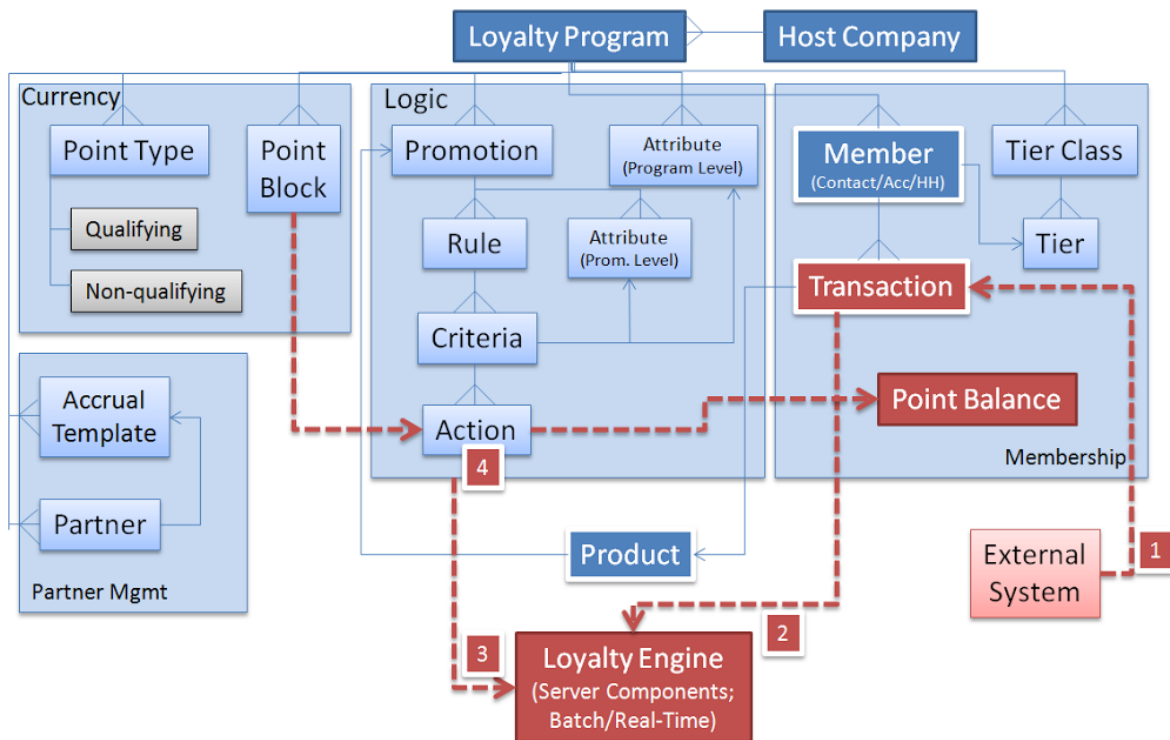 Loyalty Program
Host Company
Currency
Point Type
Point
Block
Qualifying
Non-qualifying
Logic
Promotion
Attribute
(Program Level)
Rule
Attribute
(Prom. Level)
Criteria
Action
4
Member
(Contact/Acc/HH)
Tier Class
Tier
Transaction
Point Balance
Membership
Accrual
Template
Partner
Partner Mgmt
Product
External
System
1
2
3
Loyalty Engine
(Server Components;
Batch/Real-Time)